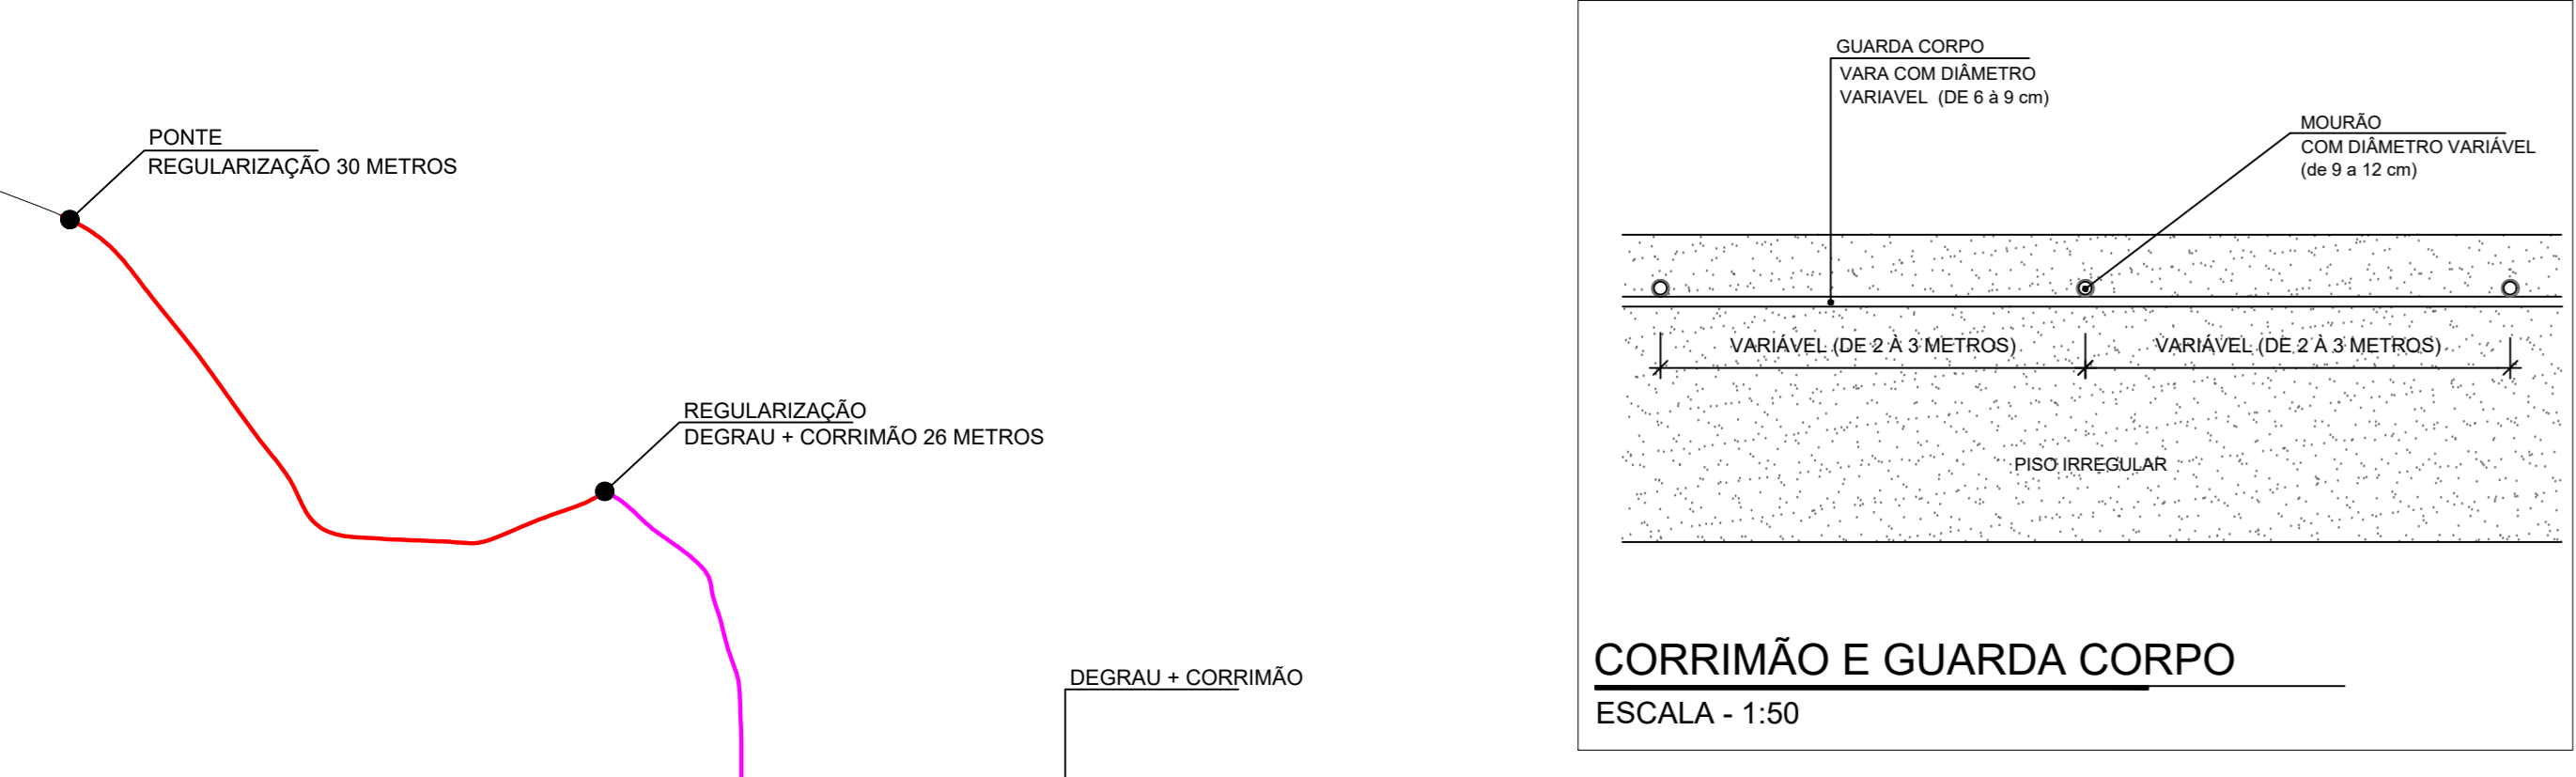 PONTE
REGULARIZAÇÃO 30 METROS
REGULARIZAÇÃO
DEGRAU + CORRIMÃO 26 METROS
DEGRAU + CORRIMÃO
GUARDA CORPO
VARA COM DIÂMETRO
VARIAVEL (DE 6 à 9 cm)
MOURÃO
COM DIÂMETRO VARIÁVEL
(de 9 a 12 cm)
VARIÁVEL (DE 2 À 3 METROS)
VARIÁVEL (DE 2 À 3 METROS)
PISO IRREGULAR
CORRIMÃO E GUARDA CORPO
ESCALA - 1:50